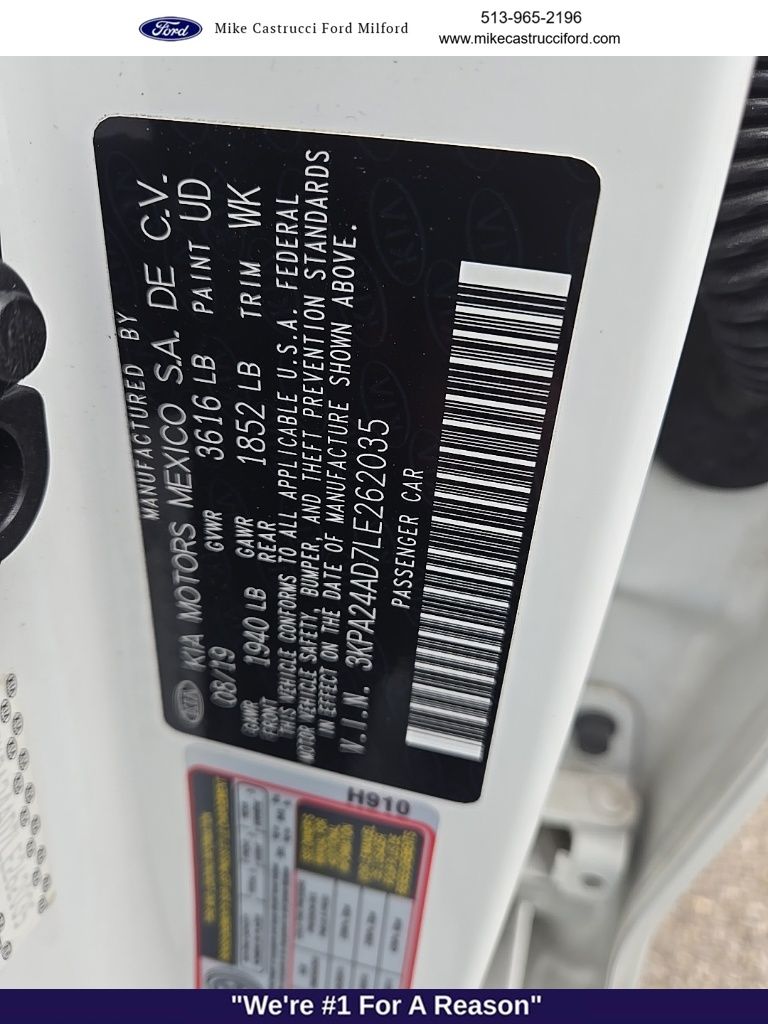 Ford
Mike Castrucci Ford Milford
513-965-2196
www.mikecastrucciford.com
MANUFACTURED BY
KIA KIA MOTORS MEXICO S.A. DE C.V.
08/19 GVWR 3616 LB PAINT UD
GAWR FRONT 1940 LB GAWR REAR 1852 LB TRIM WK
THIS VEHICLE CONFORMS TO ALL APPLICABLE U.S.A. FEDERAL
MOTOR VEHICLE SAFETY, BUMPER, AND THEFT PREVENTION STANDARDS
IN EFFECT ON THE DATE OF MANUFACTURE SHOWN ABOVE.
V.I.N. 3KPA24AD7LE262035
PASSENGER CAR
H910
"We're #1 For A Reason"